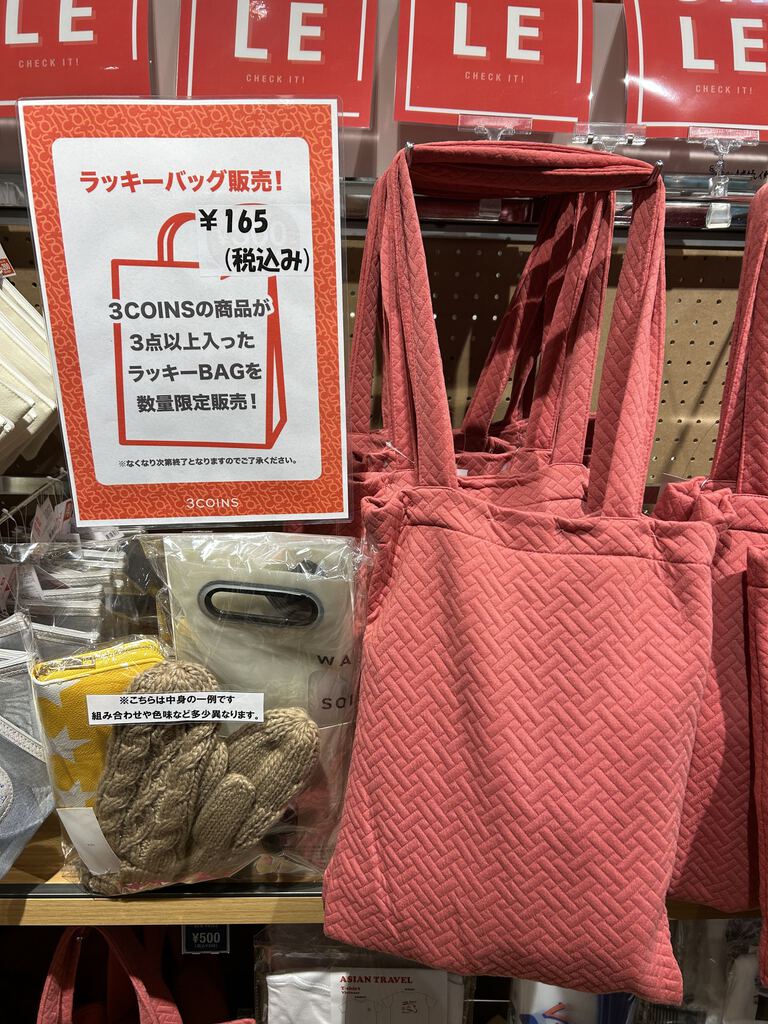 LE
CHECK IT!
LE
CHECK IT!
LE
CHECK IT!
LE
CHECK IT!
ラッキーバッグ販売！
¥165
(税込み)
3COINSの商品が
3点以上入った
ラッキーBAGを
数量限定販売！
※なくなり次第終了となりますのでご了承ください。
3COINS
※こちらは中身の一例です
組み合わせや色味など多少異なります。
¥500
ASIAN TRAVEL
T-shirt